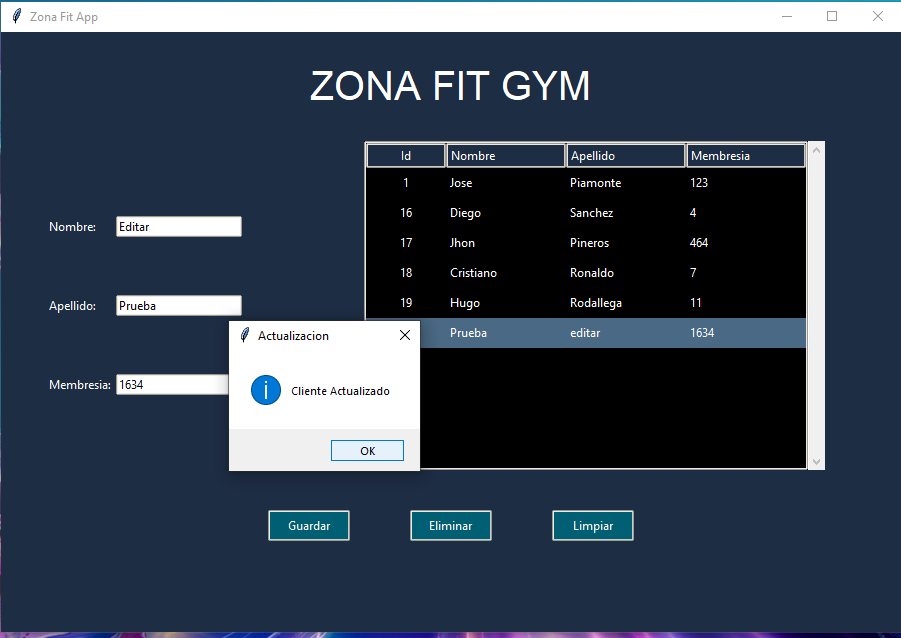 Zona Fit App
ZONA FIT GYM
Id Nombre Apellido Membresia
1 Jose Piamonte 123
16 Diego Sanchez 4
17 Jhon Pineros 464
18 Cristiano Ronaldo 7
19 Hugo Rodallega 11
Prueba editar 1634
Nombre: Editar
Apellido: Prueba
Membresia: 1634
Actualizacion
Cliente Actualizado
OK
Guardar Eliminar Limpiar